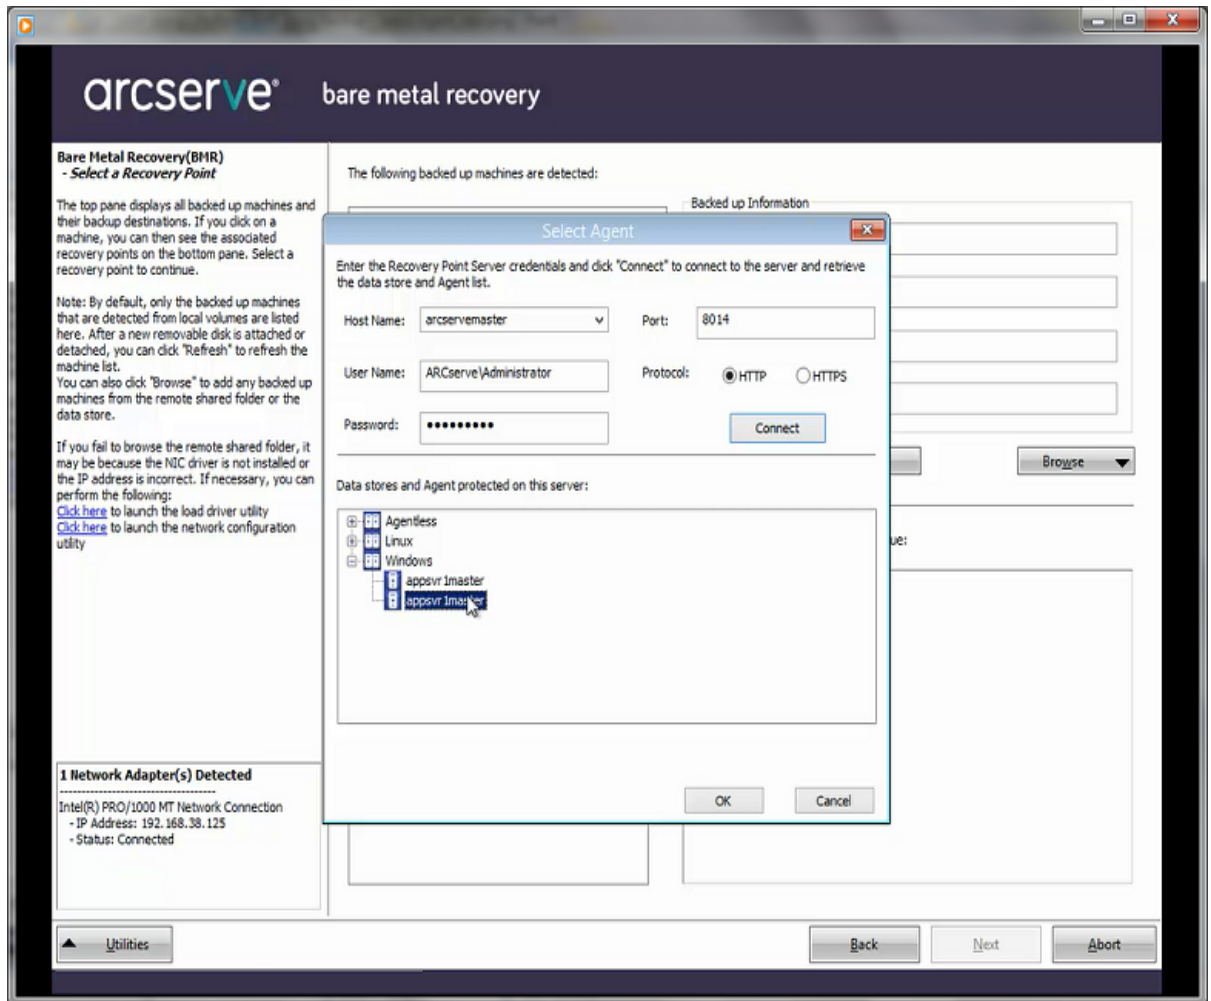 arcserve® bare metal recovery
Bare Metal Recovery(BMR)
- Select a Recovery Point
The top pane displays all backed up machines and
their backup destinations. If you click on a
machine, you can then see the associated
recovery points on the bottom pane. Select a
recovery point to continue.
Note: By default, only the backed up machines
that are detected from local volumes are listed
here. After a new removable disk is attached or
detached, you can click "Refresh" to refresh the
machine list.
You can also click "Browse" to add any backed up
machines from the remote shared folder or the
data store.
If you fail to browse the remote shared folder, it
may be because the NIC driver is not installed or
the IP address is incorrect. If necessary, you can
perform the following:
Click here to launch the load driver utility
Click here to launch the network configuration
utility
1 Network Adapter(s) Detected
Intel(R) PRO/1000 MT Network Connection
- IP Address: 192.168.38.125
- Status: Connected
The following backed up machines are detected:
Backed up Information
Browse
ue:
Select Agent
Enter the Recovery Point Server credentials and click "Connect" to connect to the server and retrieve
the data store and Agent list.
Host Name: arcservemaster Port: 8014
User Name: ARCserve\Administrator Protocol: HTTP HTTPS
Password: ●●●●●●●●● Connect
Data stores and Agent protected on this server:
Agentless
Linux
Windows
appsvr1master
appsvr1master
OK Cancel
Utilities Back Next Abort